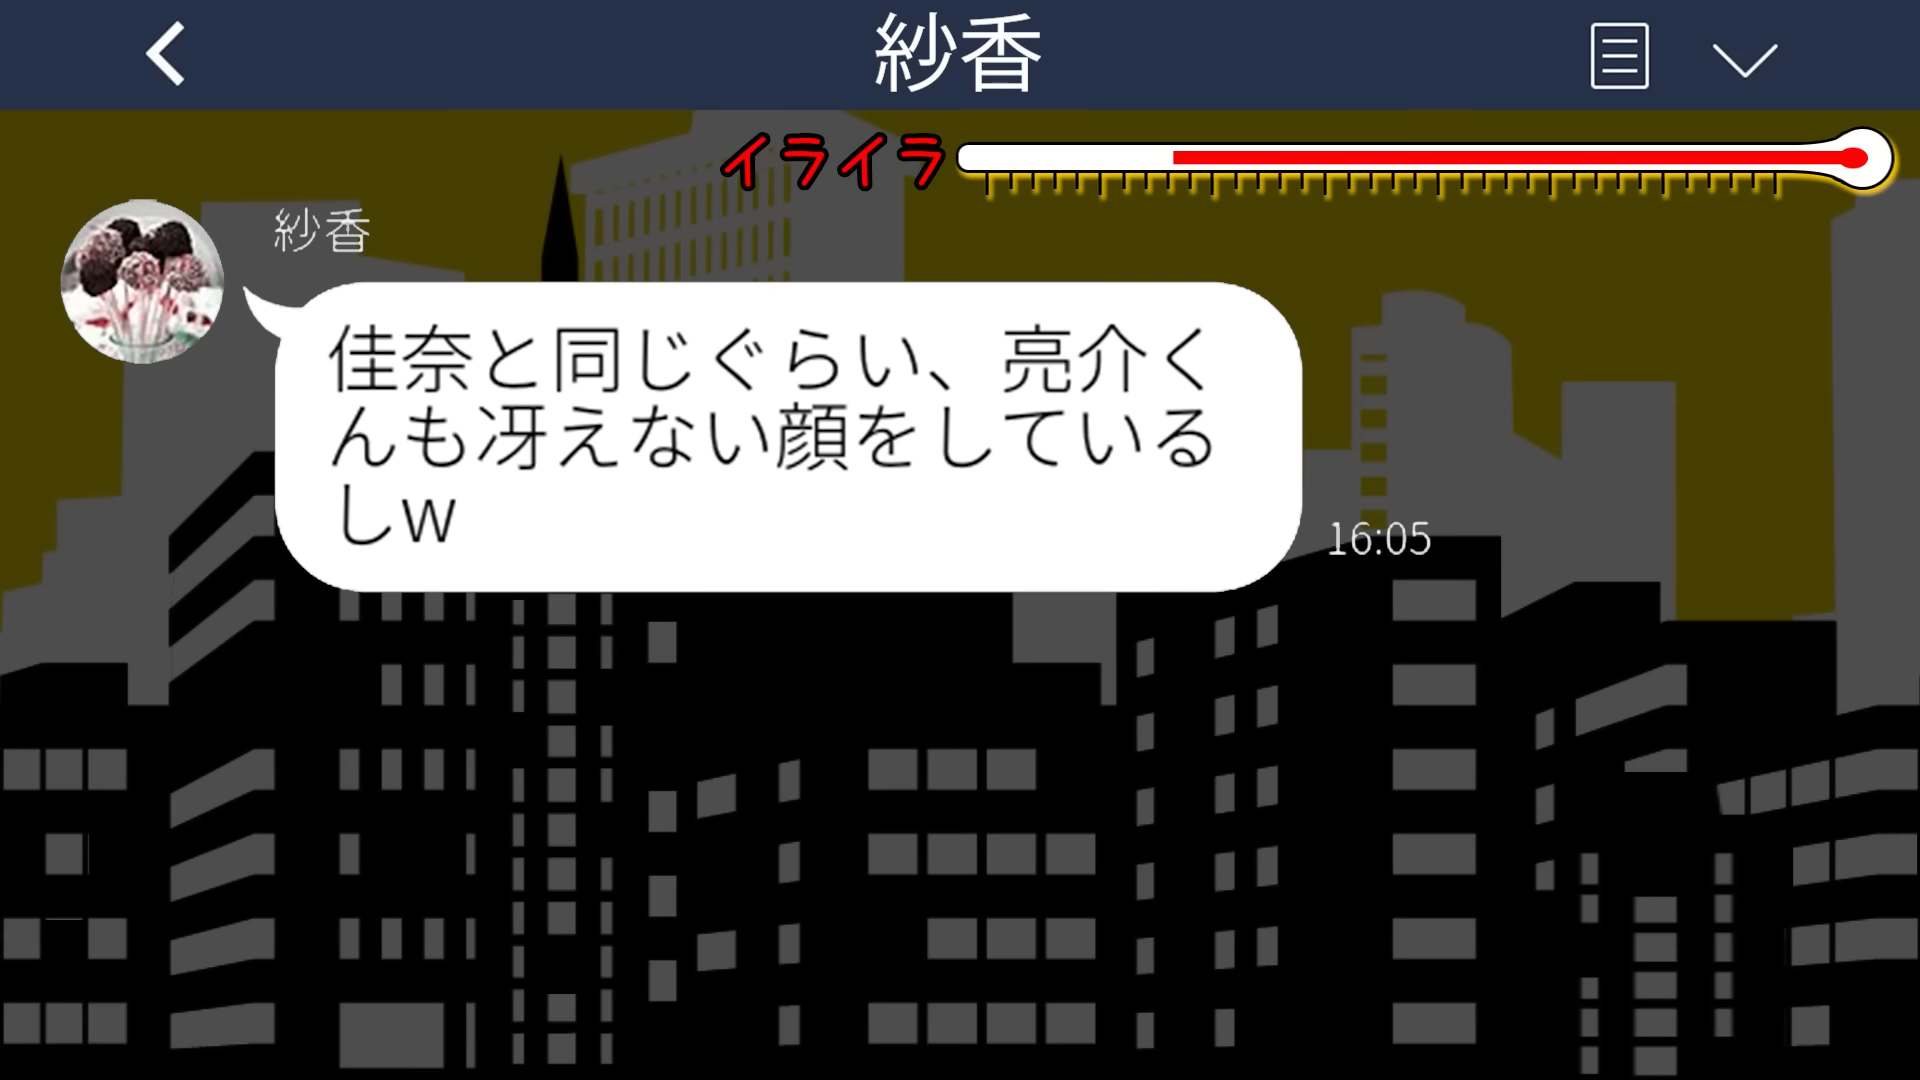 紗香
イライラ
紗香
佳奈と同じぐらい、亮介く
んも冴えない顔をしている
しw
16:05